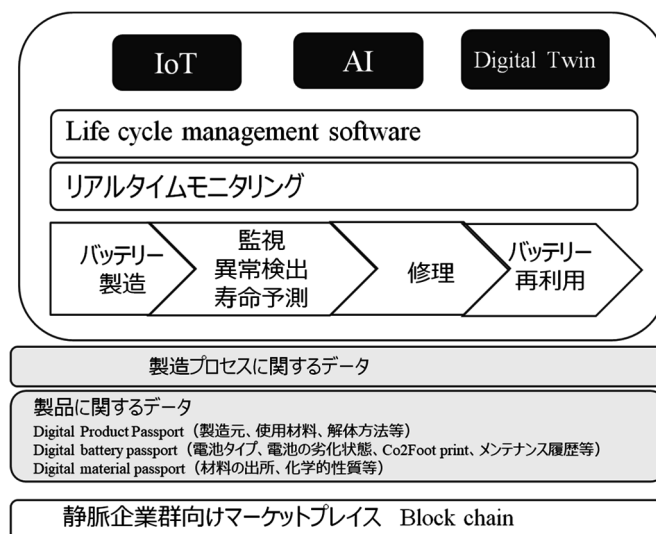 IoT
AI
Digital Twin
Life cycle management software
リアルタイムモニタリング
バッテリー
製造
監視
異常検出
寿命予測
修理
バッテリー
再利用
製造プロセスに関するデータ
製品に関するデータ
Digital Product Passport（製造元、使用材料、解体方法等）
Digital battery passport（電池タイプ、電池の劣化状態、Co2Foot print、メンテナンス履歴等）
Digital material passport（材料の出所、化学的性質等）
静脈企業群向けマーケットプレイス Block chain